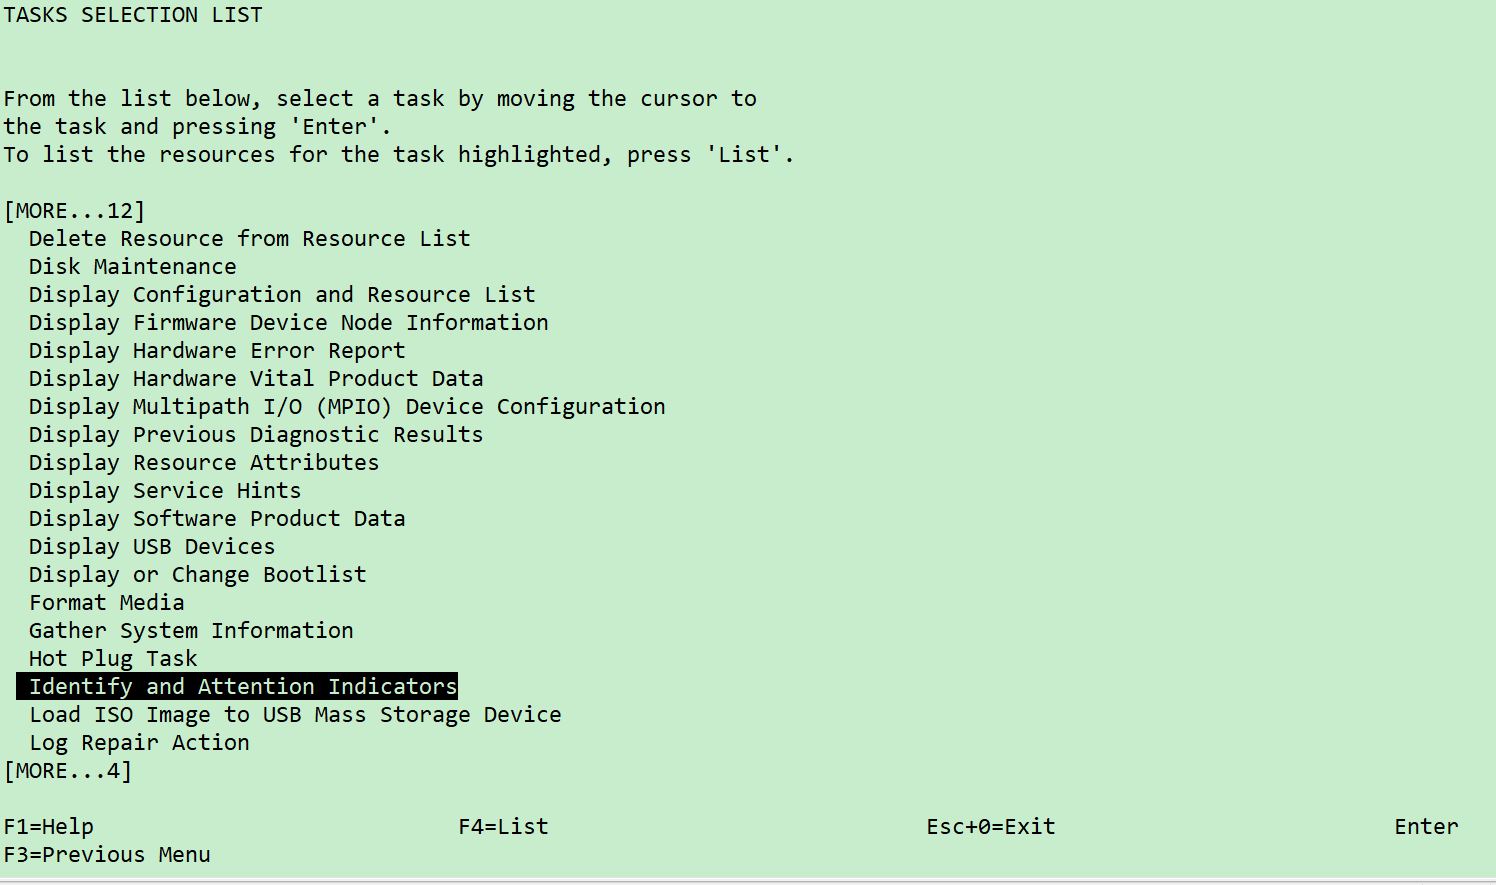 TASKS SELECTION LIST
From the list below, select a task by moving the cursor to
the task and pressing 'Enter'.
To list the resources for the task highlighted, press 'List'.
[MORE...12]
Delete Resource from Resource List
Disk Maintenance
Display Configuration and Resource List
Display Firmware Device Node Information
Display Hardware Error Report
Display Hardware Vital Product Data
Display Multipath I/O (MPIO) Device Configuration
Display Previous Diagnostic Results
Display Resource Attributes
Display Service Hints
Display Software Product Data
Display USB Devices
Display or Change Bootlist
Format Media
Gather System Information
Hot Plug Task
Identify and Attention Indicators
Load ISO Image to USB Mass Storage Device
Log Repair Action
[MORE...4]
F1=Help F4=List Esc+0=Exit Enter
F3=Previous Menu